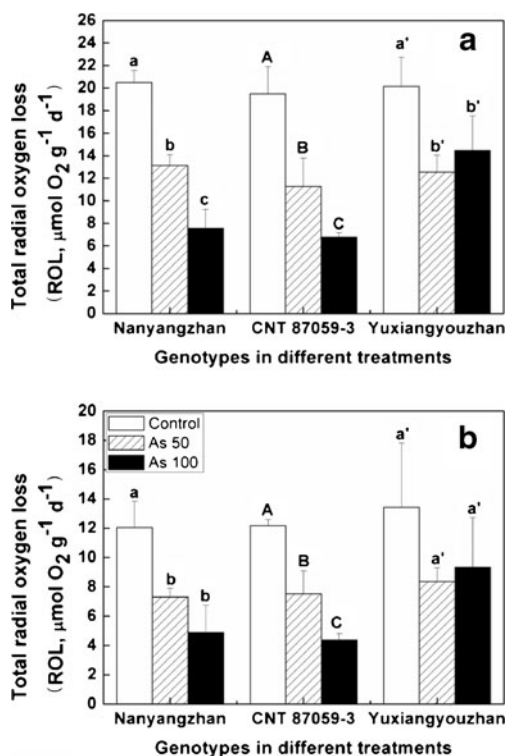 a
26
24
22
20
18
16
14
12
10
8
6
4
2
0
Total radial oxygen loss
(ROL, μmol O2 g-1 d-1)
a b c
A B C
a' b' b'
Nanyangzhan CNT 87059-3 Yuxiangyouzhan
Genotypes in different treatments
b
20
18
16
14
12
10
8
6
4
2
0
Total radial oxygen loss
(ROL, μmol O2 g-1 d-1)
Control
As 50
As 100
a b b
A B C
a' a' a'
Nanyangzhan CNT 87059-3 Yuxiangyouzhan
Genotypes in different treatments